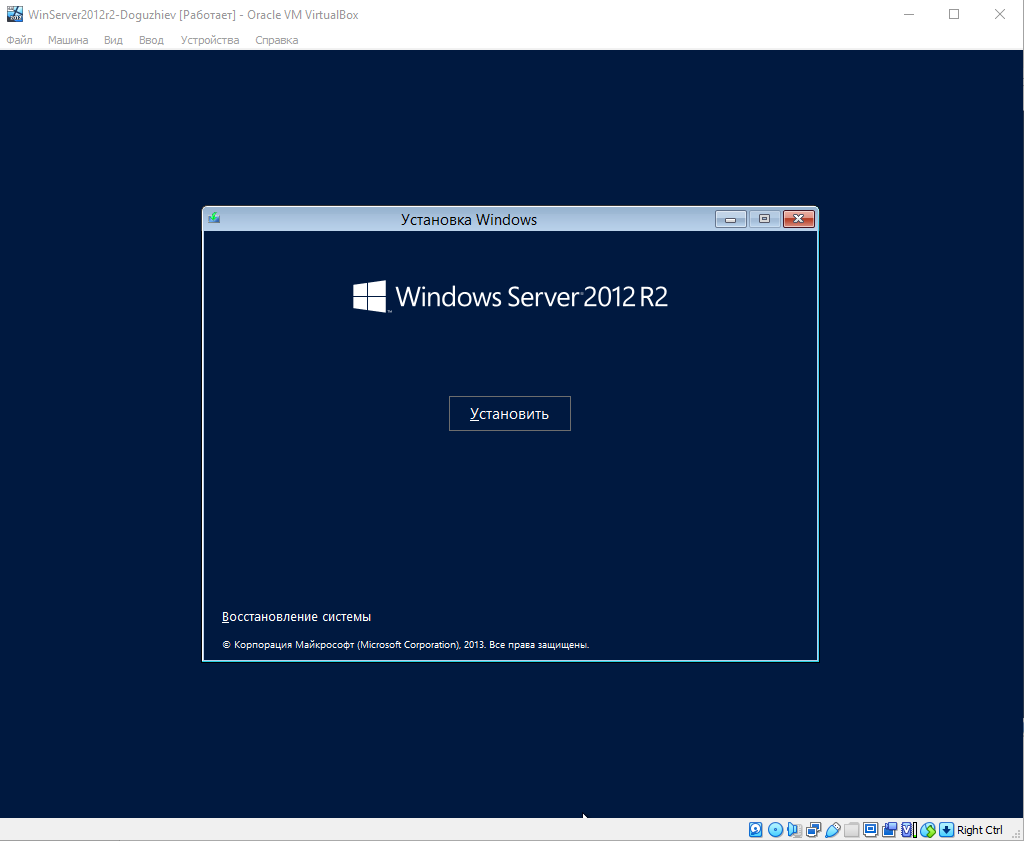 WinServer2012r2-Doguzhiev [Работает] - Oracle VM VirtualBox
Файл Машина Вид Ввод Устройства Справка
Установка Windows
Windows Server 2012 R2
Установить
Восстановление системы
© Корпорация Майкрософт (Microsoft Corporation), 2013. Все права защищены.
Right Ctrl